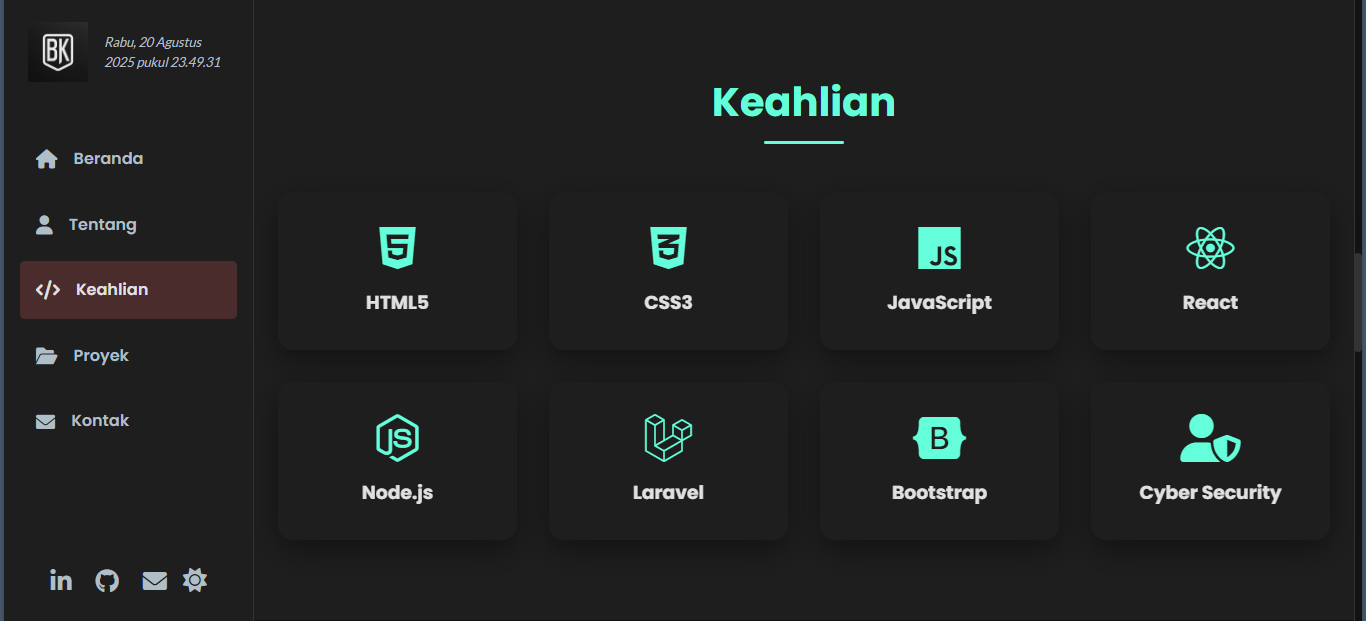 BK
Rabu, 20 Agustus
2025 pukul 23.49.31
Beranda
Tentang
Keahlian
Proyek
Kontak
in
Keahlian
5
3
JS
HTML5
CSS3
JavaScript
React
JS
B
Node.js
Laravel
Bootstrap
Cyber Security